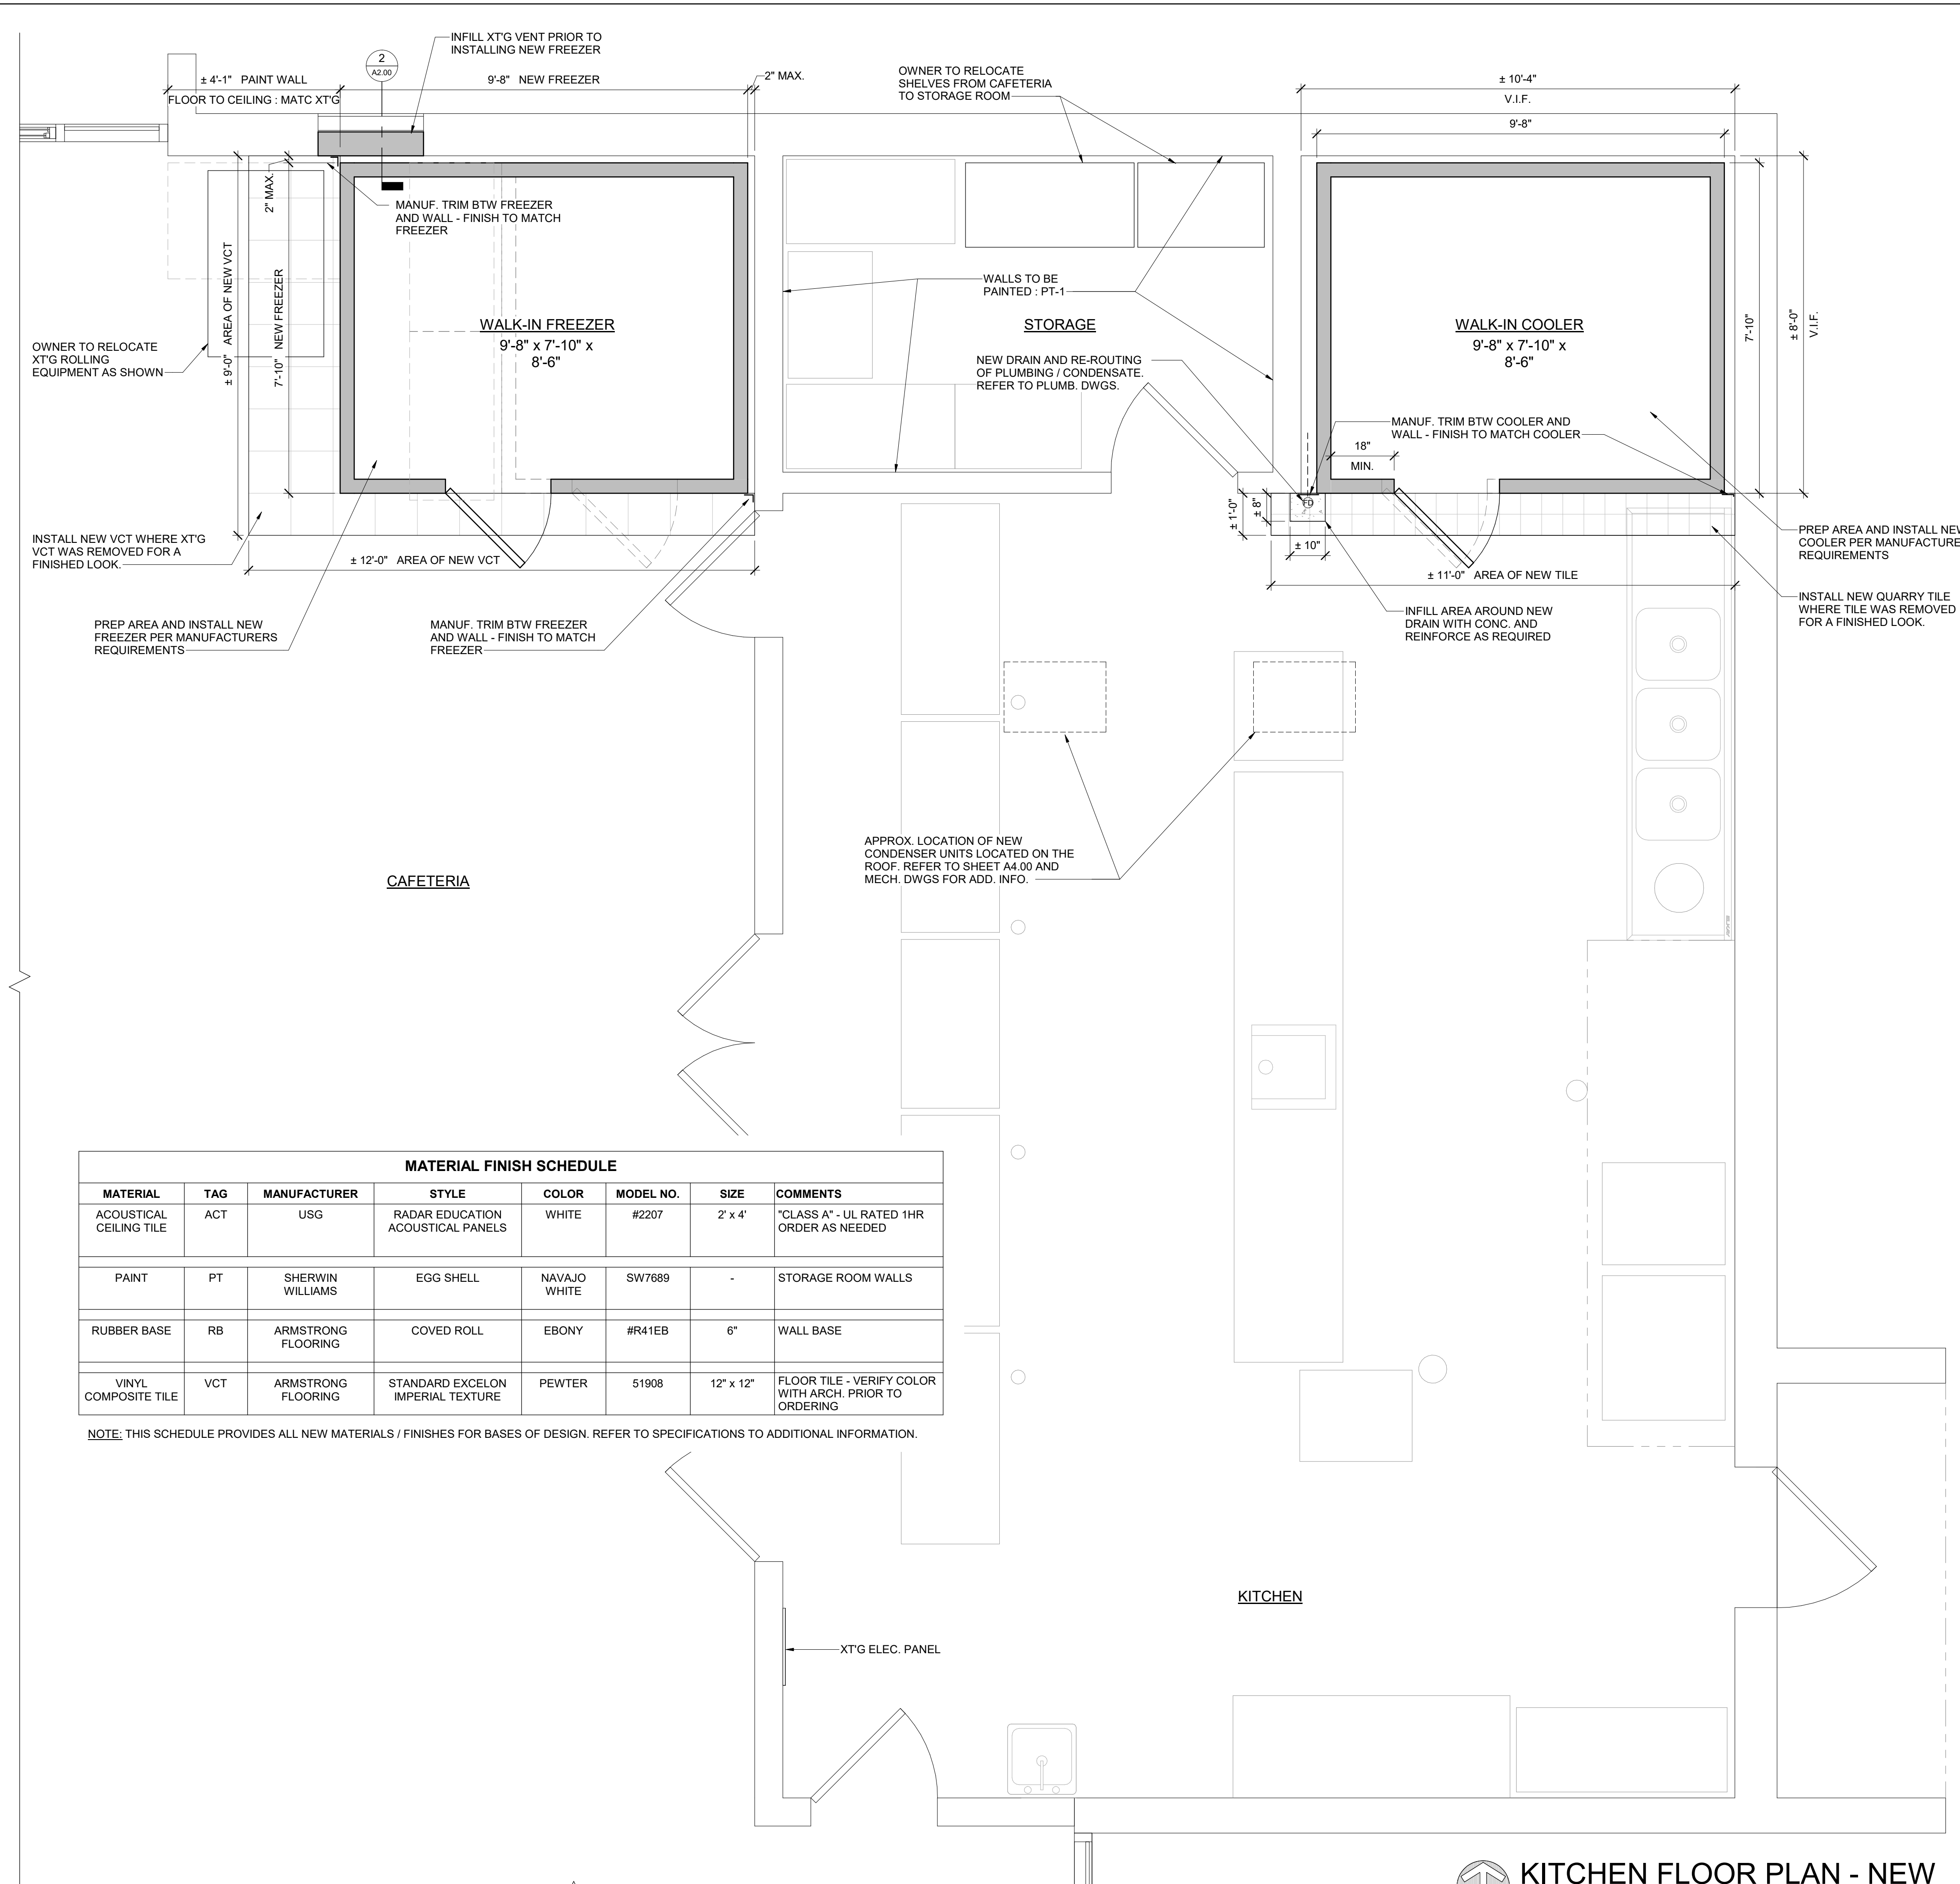 INFILL XT'G VENT PRIOR TO
INSTALLING NEW FREEZER
2
A2.00
± 4'-1" PAINT WALL
FLOOR TO CEILING : MATC XT'G
9'-8" NEW FREEZER
2" MAX.
OWNER TO RELOCATE
SHELVES FROM CAFETERIA
TO STORAGE ROOM
± 10'-4"
V.I.F.
9'-8"
2" MAX.
MANUF. TRIM BTW FREEZER
AND WALL - FINISH TO MATCH
FREEZER
± 9'-0" AREA OF NEW VCT
7'-10" NEW FREEZER
WALK-IN FREEZER
9'-8" x 7'-10" x
8'-6"
OWNER TO RELOCATE
XT'G ROLLING
EQUIPMENT AS SHOWN
WALLS TO BE
PAINTED : PT-1
STORAGE
NEW DRAIN AND RE-ROUTING
OF PLUMBING / CONDENSATE.
REFER TO PLUMB. DWGS.
WALK-IN COOLER
9'-8" x 7'-10" x
8'-6"
7'-10"
± 8'-0"
V.I.F.
MANUF. TRIM BTW COOLER AND
WALL - FINISH TO MATCH COOLER
18"
MIN.
FD
± 1'-0"
± 8"
± 10"
INSTALL NEW VCT WHERE XT'G
VCT WAS REMOVED FOR A
FINISHED LOOK.
± 12'-0" AREA OF NEW VCT
± 11'-0" AREA OF NEW TILE
PREP AREA AND INSTALL NEW
COOLER PER MANUFACTURE
REQUIREMENTS
INSTALL NEW QUARRY TILE
WHERE TILE WAS REMOVED
FOR A FINISHED LOOK.
PREP AREA AND INSTALL NEW
FREEZER PER MANUFACTURERS
REQUIREMENTS
MANUF. TRIM BTW FREEZER
AND WALL - FINISH TO MATCH
FREEZER
INFILL AREA AROUND NEW
DRAIN WITH CONC. AND
REINFORCE AS REQUIRED
APPROX. LOCATION OF NEW
CONDENSER UNITS LOCATED ON THE
ROOF. REFER TO SHEET A4.00 AND
MECH. DWGS FOR ADD. INFO.
CAFETERIA
MATERIAL FINISH SCHEDULE
MATERIAL TAG MANUFACTURER STYLE COLOR MODEL NO. SIZE COMMENTS
ACOUSTICAL CEILING TILE ACT USG RADAR EDUCATION ACOUSTICAL PANELS WHITE #2207 2' x 4' "CLASS A" - UL RATED 1HR ORDER AS NEEDED
PAINT PT SHERWIN WILLIAMS EGG SHELL NAVAJO WHITE SW7689 - STORAGE ROOM WALLS
RUBBER BASE RB ARMSTRONG FLOORING COVED ROLL EBONY #R41EB 6" WALL BASE
VINYL COMPOSITE TILE VCT ARMSTRONG FLOORING STANDARD EXCELON IMPERIAL TEXTURE PEWTER 51908 12" x 12" FLOOR TILE - VERIFY COLOR WITH ARCH. PRIOR TO ORDERING
NOTE: THIS SCHEDULE PROVIDES ALL NEW MATERIALS / FINISHES FOR BASES OF DESIGN. REFER TO SPECIFICATIONS TO ADDITIONAL INFORMATION.
KITCHEN
XT'G ELEC. PANEL
KITCHEN FLOOR PLAN - NEW